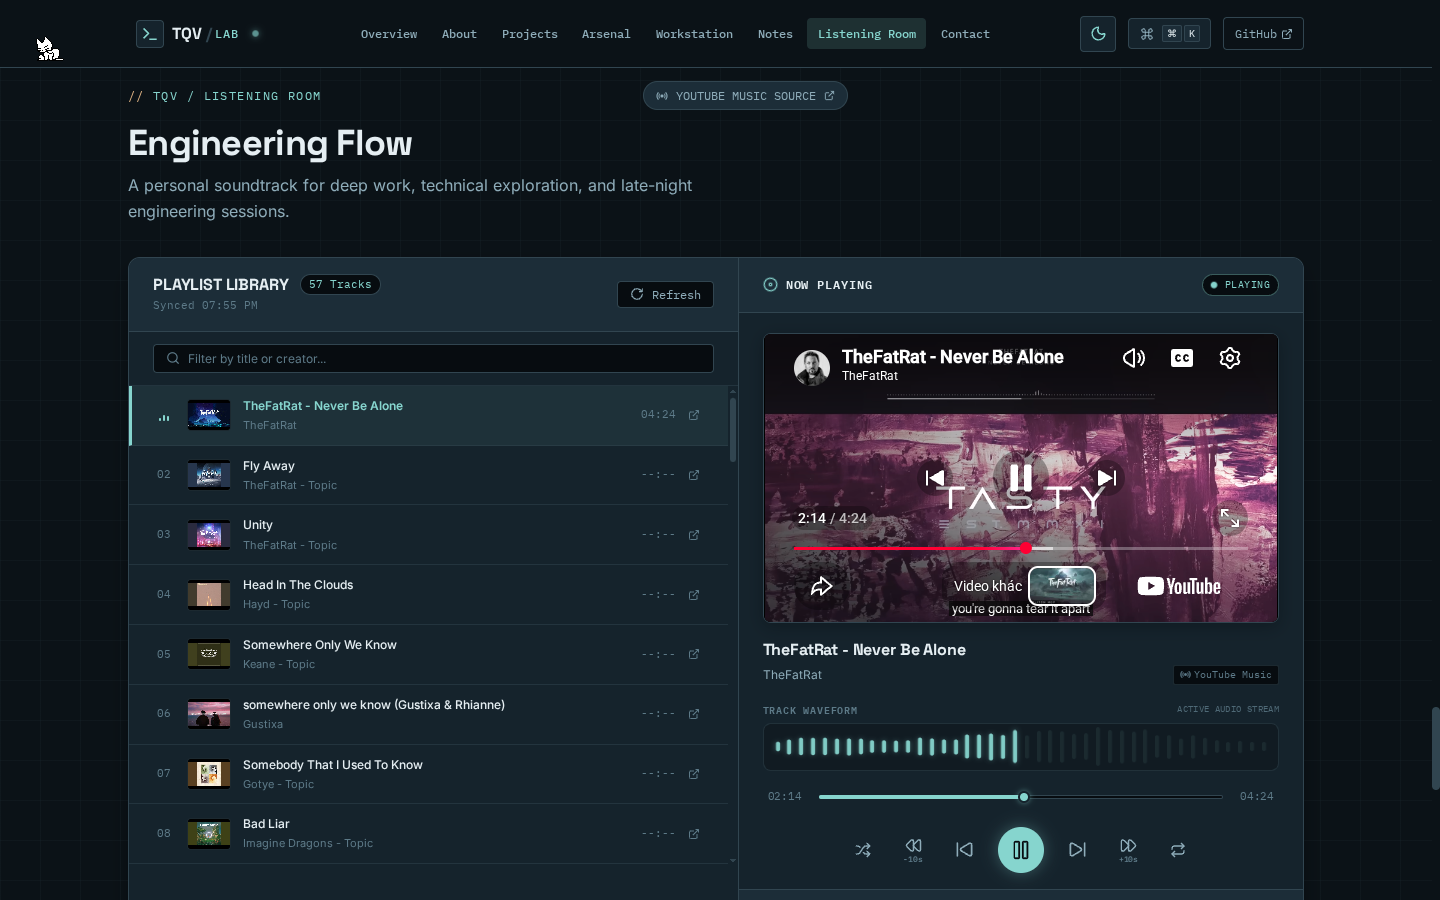 TQV / LAB
Overview
About
Projects
Arsenal
Workstation
Notes
Listening Room
Contact
⌘ ⌘ K
GitHub
// TQV / LISTENING ROOM
YOUTUBE MUSIC SOURCE
Engineering Flow
A personal soundtrack for deep work, technical exploration, and late-night
engineering sessions.
PLAYLIST LIBRARY
57 Tracks
Synced 07:55 PM
Refresh
Filter by title or creator...
TheFatRat - Never Be Alone
TheFatRat
04:24
02
Fly Away
TheFatRat - Topic
--:--
03
Unity
TheFatRat - Topic
--:--
04
Head In The Clouds
Hayd - Topic
--:--
05
Somewhere Only We Know
Keane - Topic
--:--
06
somewhere only we know (Gustixa & Rhianne)
Gustixa
--:--
07
Somebody That I Used To Know
Gotye - Topic
--:--
08
Bad Liar
Imagine Dragons - Topic
--:--
NOW PLAYING
PLAYING
TheFatRat - Never Be Alone
TheFatRat
CC
TASTY
2:14 / 4:24
Video khác
TheFatRat
YouTube
you're gonna tear it apart
TheFatRat - Never Be Alone
TheFatRat
YouTube Music
TRACK WAVEFORM
ACTIVE AUDIO STREAM
02:14
04:24
-10s
+10s